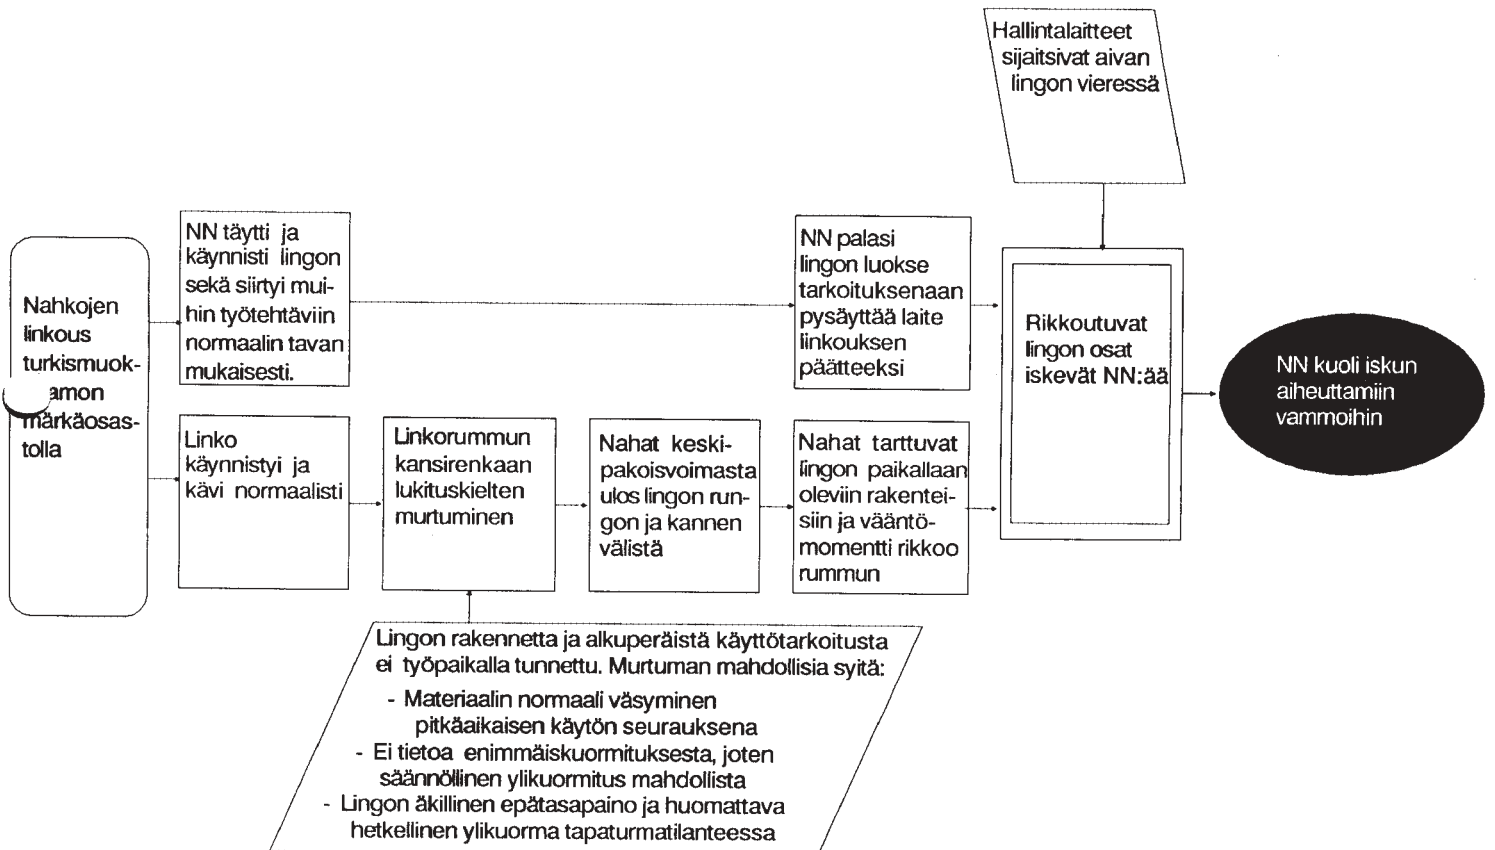 Hallintalaitteet
sijaitsivat aivan
lingon vieressä
Nahkojen
linkous
turkismuok-
amon
märkäosas-
tolla
NN täytti ja
käynnisti lingon
sekä siirtyi mui-
hin työtehtäviin
normaalin tavan
mukaisesti.
NN palasi
lingon luokse
tarkoituksenaan
pysäyttää laite
linkouksen
päätteeksi
Linko
käynnistyi ja
kävi normaalisti
Linkorummun
kansirenkaan
lukituskielten
murtuminen
Nahat keski-
pakoisvoimasta
ulos lingon run-
gon ja kannen
välistä
Nahat tarttuvat
lingon paikallaan
oleviin rakentei-
siin ja vääntö-
momentti rikkoo
rummun
Rikkoutuvat
lingon osat
iskevät NN:ää
NN kuoli iskun
aiheuttamiin
vammoihin
Lingon rakennetta ja alkuperäistä käyttötarkoitusta
ei työpaikalla tunnettu. Murtuman mahdollisia syitä:
- Materiaalin normaali väsyminen
pitkäaikaisen käytön seurauksena
- Ei tietoa enimmäiskuormituksesta, joten
säännöllinen ylikuormitus mahdollista
- Lingon äkillinen epätasapaino ja huomattava
hetkellinen ylikuorma tapaturmatilanteessa